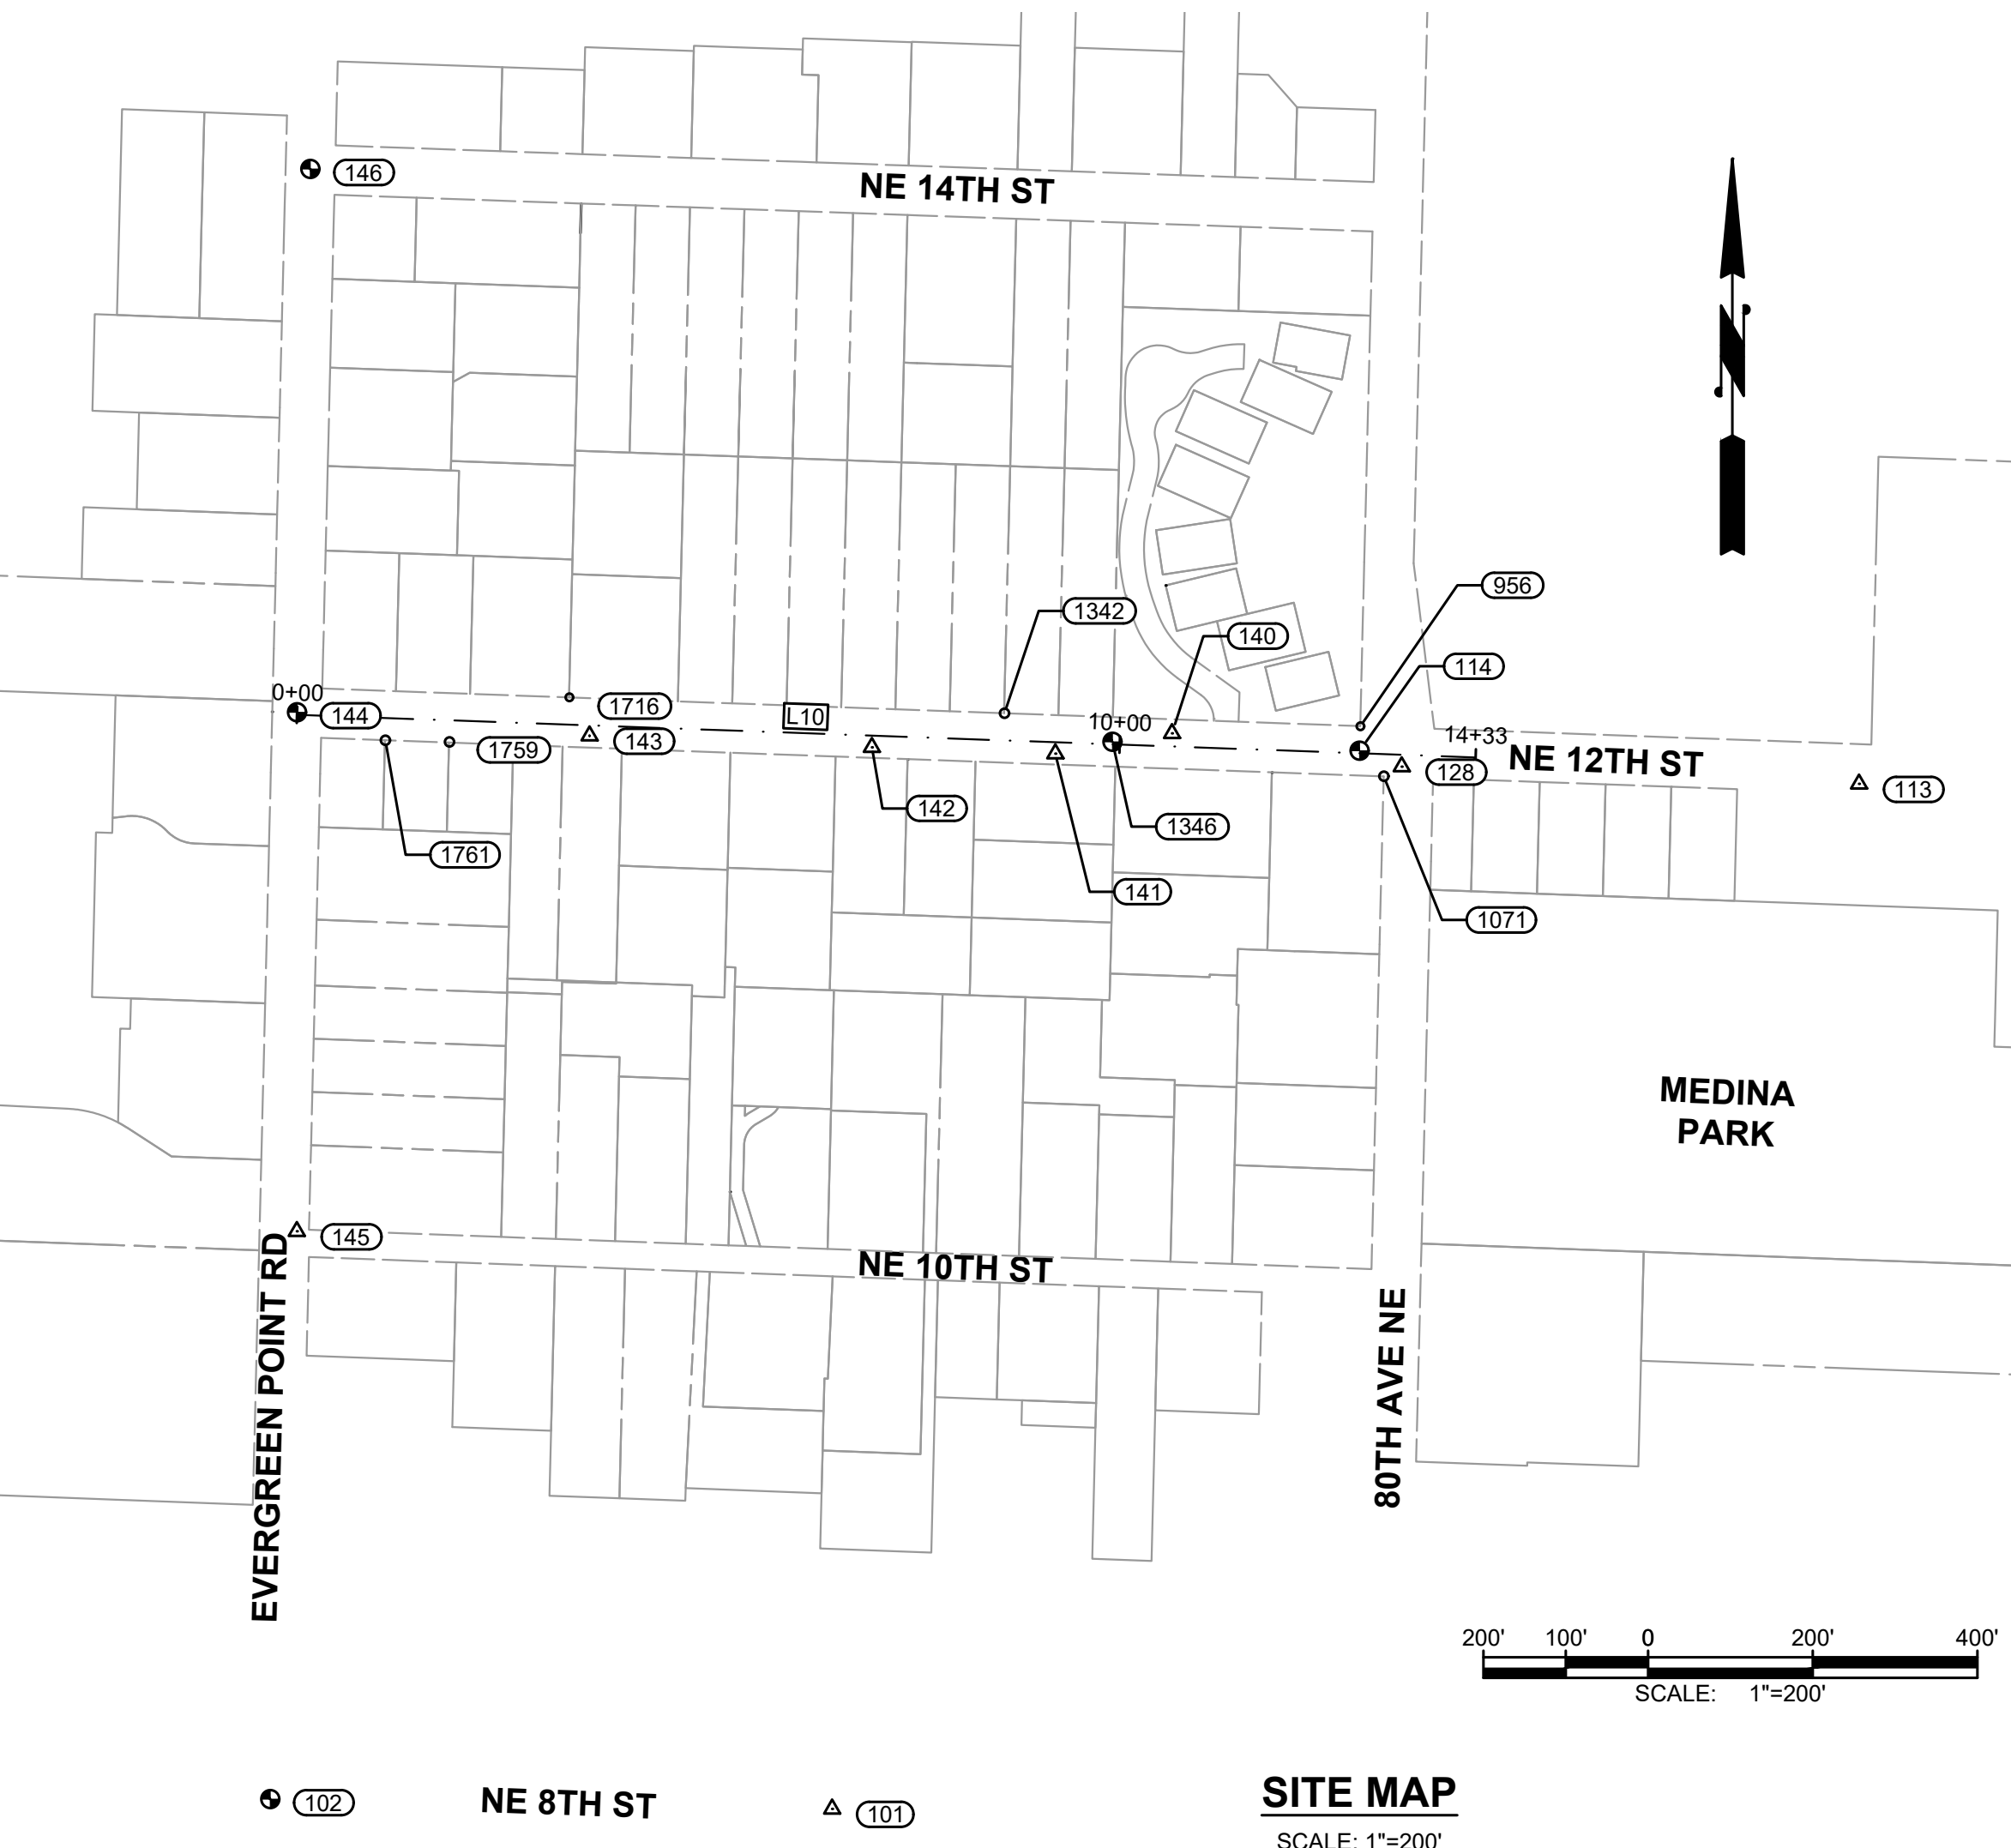 146
NE 14TH ST
956
1342
140
114
0+00
1716
L10
10+00
144
143
14+33
NE 12TH ST
1759
128
113
142
1346
1761
141
1071
MEDINA
PARK
145
NE 10TH ST
EVERGREEN POINT RD
80TH AVE NE
200' 100' 0 200' 400'
SCALE: 1"=200'
102
NE 8TH ST
101
SITE MAP
SCALE: 1"=200'
N